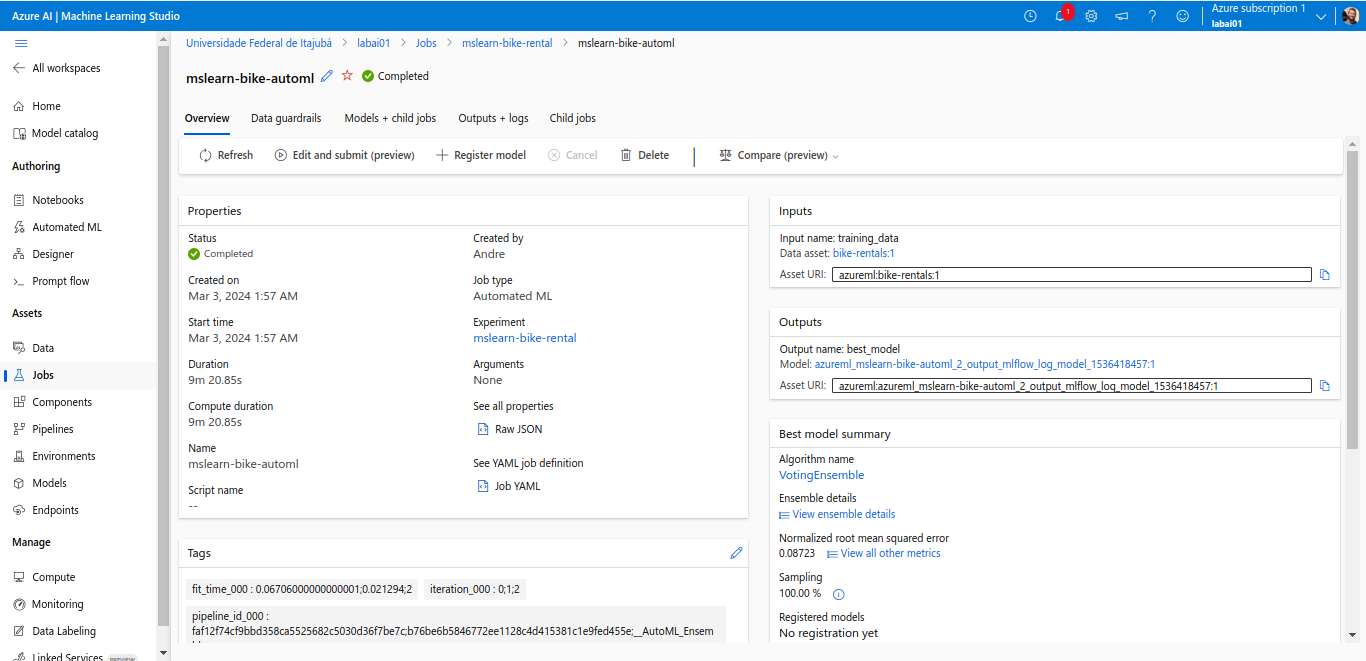 Azure AI | Machine Learning Studio
1
?
Azure subscription 1
labai01
All workspaces
Home
Model catalog
Authoring
Notebooks
Automated ML
Designer
Prompt flow
Assets
Data
Jobs
Components
Pipelines
Environments
Models
Endpoints
Manage
Compute
Monitoring
Data Labeling
Linked Services PREVIEW
Universidade Federal de Itajubá > labai01 > Jobs > mslearn-bike-rental > mslearn-bike-automl
mslearn-bike-automl Completed
Overview Data guardrails Models + child jobs Outputs + logs Child jobs
Refresh Edit and submit (preview) Register model Cancel Delete Compare (preview)
Properties
Status
Completed
Created on
Mar 3, 2024 1:57 AM
Start time
Mar 3, 2024 1:57 AM
Duration
9m 20.85s
Compute duration
9m 20.85s
Name
mslearn-bike-automl
Script name
--
Created by
Andre
Job type
Automated ML
Experiment
mslearn-bike-rental
Arguments
None
See all properties
Raw JSON
See YAML job definition
Job YAML
Tags
fit_time_000 : 0.06706000000000001;0.021294;2 iteration_000 : 0;1;2
pipeline_id_000 :
faf12f74cf9bbd358ca5525682c5030d36f7be7c;b76be6b5846772ee1128c4d415381c1e9fed455e;__AutoML_Ensem
Inputs
Input name: training_data
Data asset: bike-rentals:1
Asset URI: azureml:bike-rentals:1
Outputs
Output name: best_model
Model: azureml_mslearn-bike-automl_2_output_mlflow_log_model_1536418457:1
Asset URI: azureml:azureml_mslearn-bike-automl_2_output_mlflow_log_model_1536418457:1
Best model summary
Algorithm name
VotingEnsemble
Ensemble details
View ensemble details
Normalized root mean squared error
0.08723 View all other metrics
Sampling
100.00 %
Registered models
No registration yet